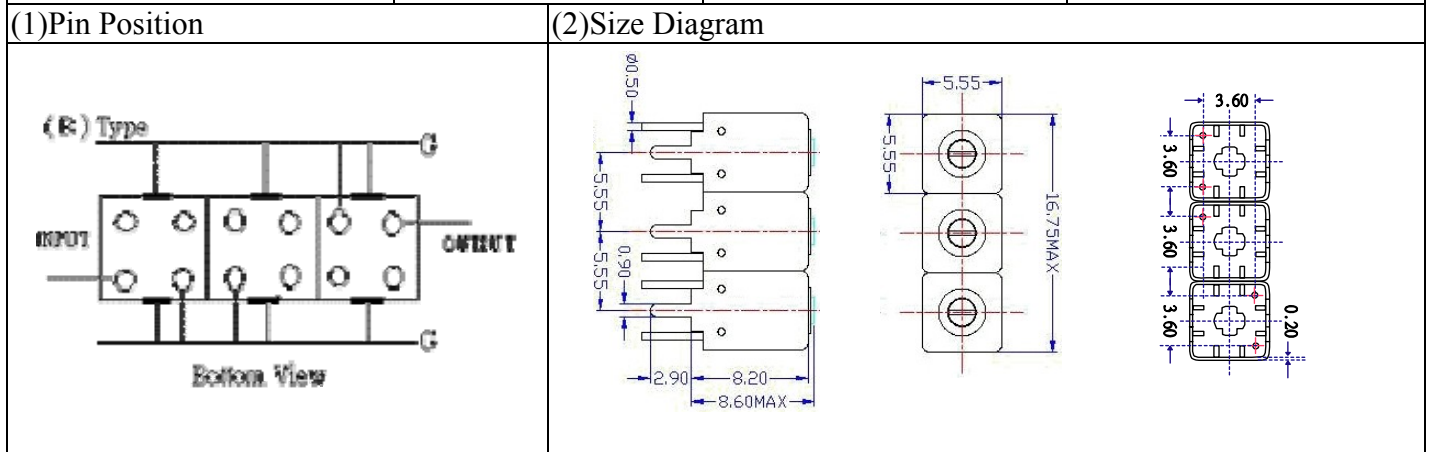 (1)Pin Position
(2)Size Diagram
(B) Type
G
INPUT
OUTPUT
G
Bottom View
ø0.50
5.55
5.55
0.90
2.90
8.20
8.60MAX
5.55
5.55
16.75MAX
3.60
3.60
3.60
3.60
0.20